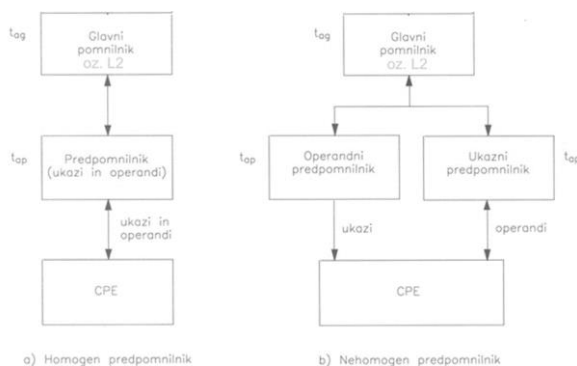 t_ag
Glavni
pomnilnik
oz. L2
t_ap
Predpomnilnik
(ukazi in operandi)
ukazi in
operandi
CPE
a) Homogen predpomnilnik
t_ag
Glavni
pomnilnik
oz. L2
t_ap
Operandni
predpomnilnik
Ukazni
predpomnilnik
t_ap
ukazi
operandi
CPE
b) Nehomogen predpomnilnik